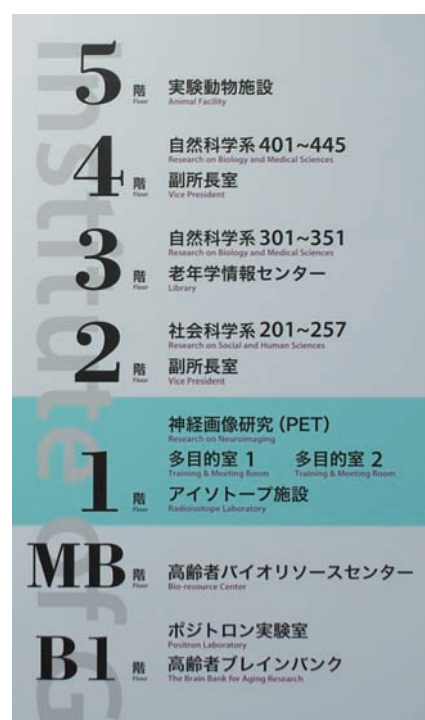 5 階 実験動物施設
Floor Animal Facility
自然科学系 401~445
Research on Biology and Medical Sciences
4 階 副所長室
Floor Vice President
自然科学系 301~351
Research on Biology and Medical Sciences
3 階 老年学情報センター
Floor Library
社会科学系 201~257
Research on Social and Human Sciences
2 階 副所長室
Floor Vice President
神経画像研究(PET)
Research on Neuroimaging
多目的室 1 多目的室 2
Training & Meeting Room Training & Meeting Room
1 階 アイソトープ施設
Floor Radioisotope Laboratory
MB 階 高齢者バイオリソースセンター
Floor Bio-resource Center
ポジトロン実験室
Positron Laboratory
B1 階 高齢者ブレインバンク
Floor The Brain Bank for Aging Research
Institute of G